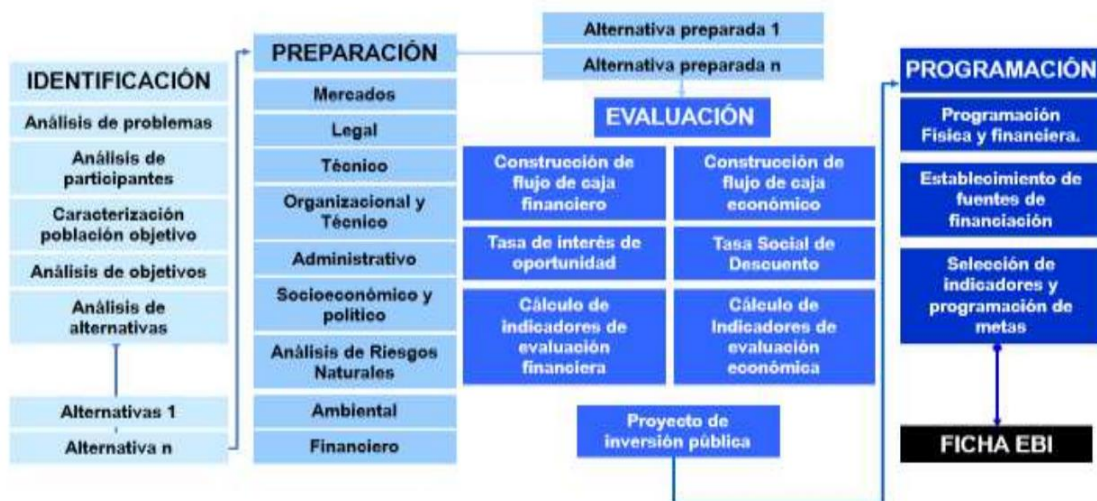 IDENTIFICACIÓN
Análisis de problemas
Análisis de
participantes
Caracterización
población objetivo
Análisis de objetivos
Análisis de
alternativas
Alternativas 1
Alternativa n
PREPARACIÓN
Mercados
Legal
Técnico
Organizacional y
Técnico
Administrativo
Socioeconómico y
político
Análisis de Riesgos
Naturales
Ambiental
Financiero
Alternativa preparada 1
Alternativa preparada n
EVALUACIÓN
Construcción de
flujo de caja
financiero
Construcción de
flujo de caja
económico
Tasa de interés de
oportunidad
Tasa Social de
Descuento
Cálculo de
indicadores de
evaluación
financiera
Cálculo de
Indicadores de
evaluación
económica
Proyecto de
inversión pública
PROGRAMACIÓN
Programación
Física y financiera.
Establecimiento de
fuentes de
financiación
Selección de
indicadores y
programación de
metas
FICHA EBI